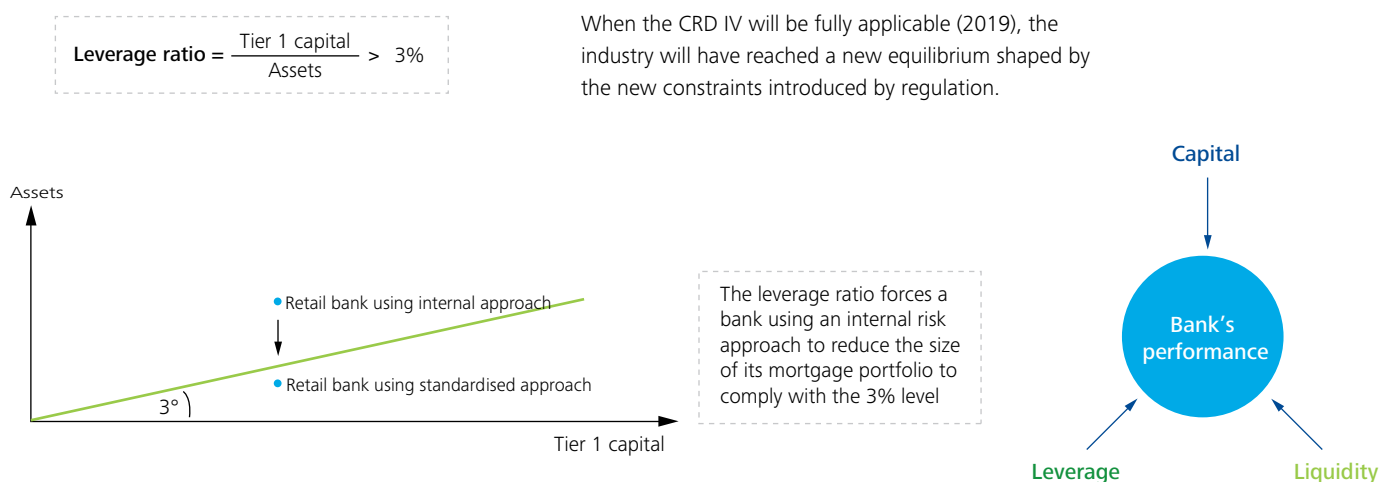 Leverage ratio = Tier 1 capital / Assets > 3%
When the CRD IV will be fully applicable (2019), the
industry will have reached a new equilibrium shaped by
the new constraints introduced by regulation.
Assets
Retail bank using internal approach
Retail bank using standardised approach
3°
Tier 1 capital
The leverage ratio forces a
bank using an internal risk
approach to reduce the size
of its mortgage portfolio to
comply with the 3% level
Capital
Bank's
performance
Leverage
Liquidity